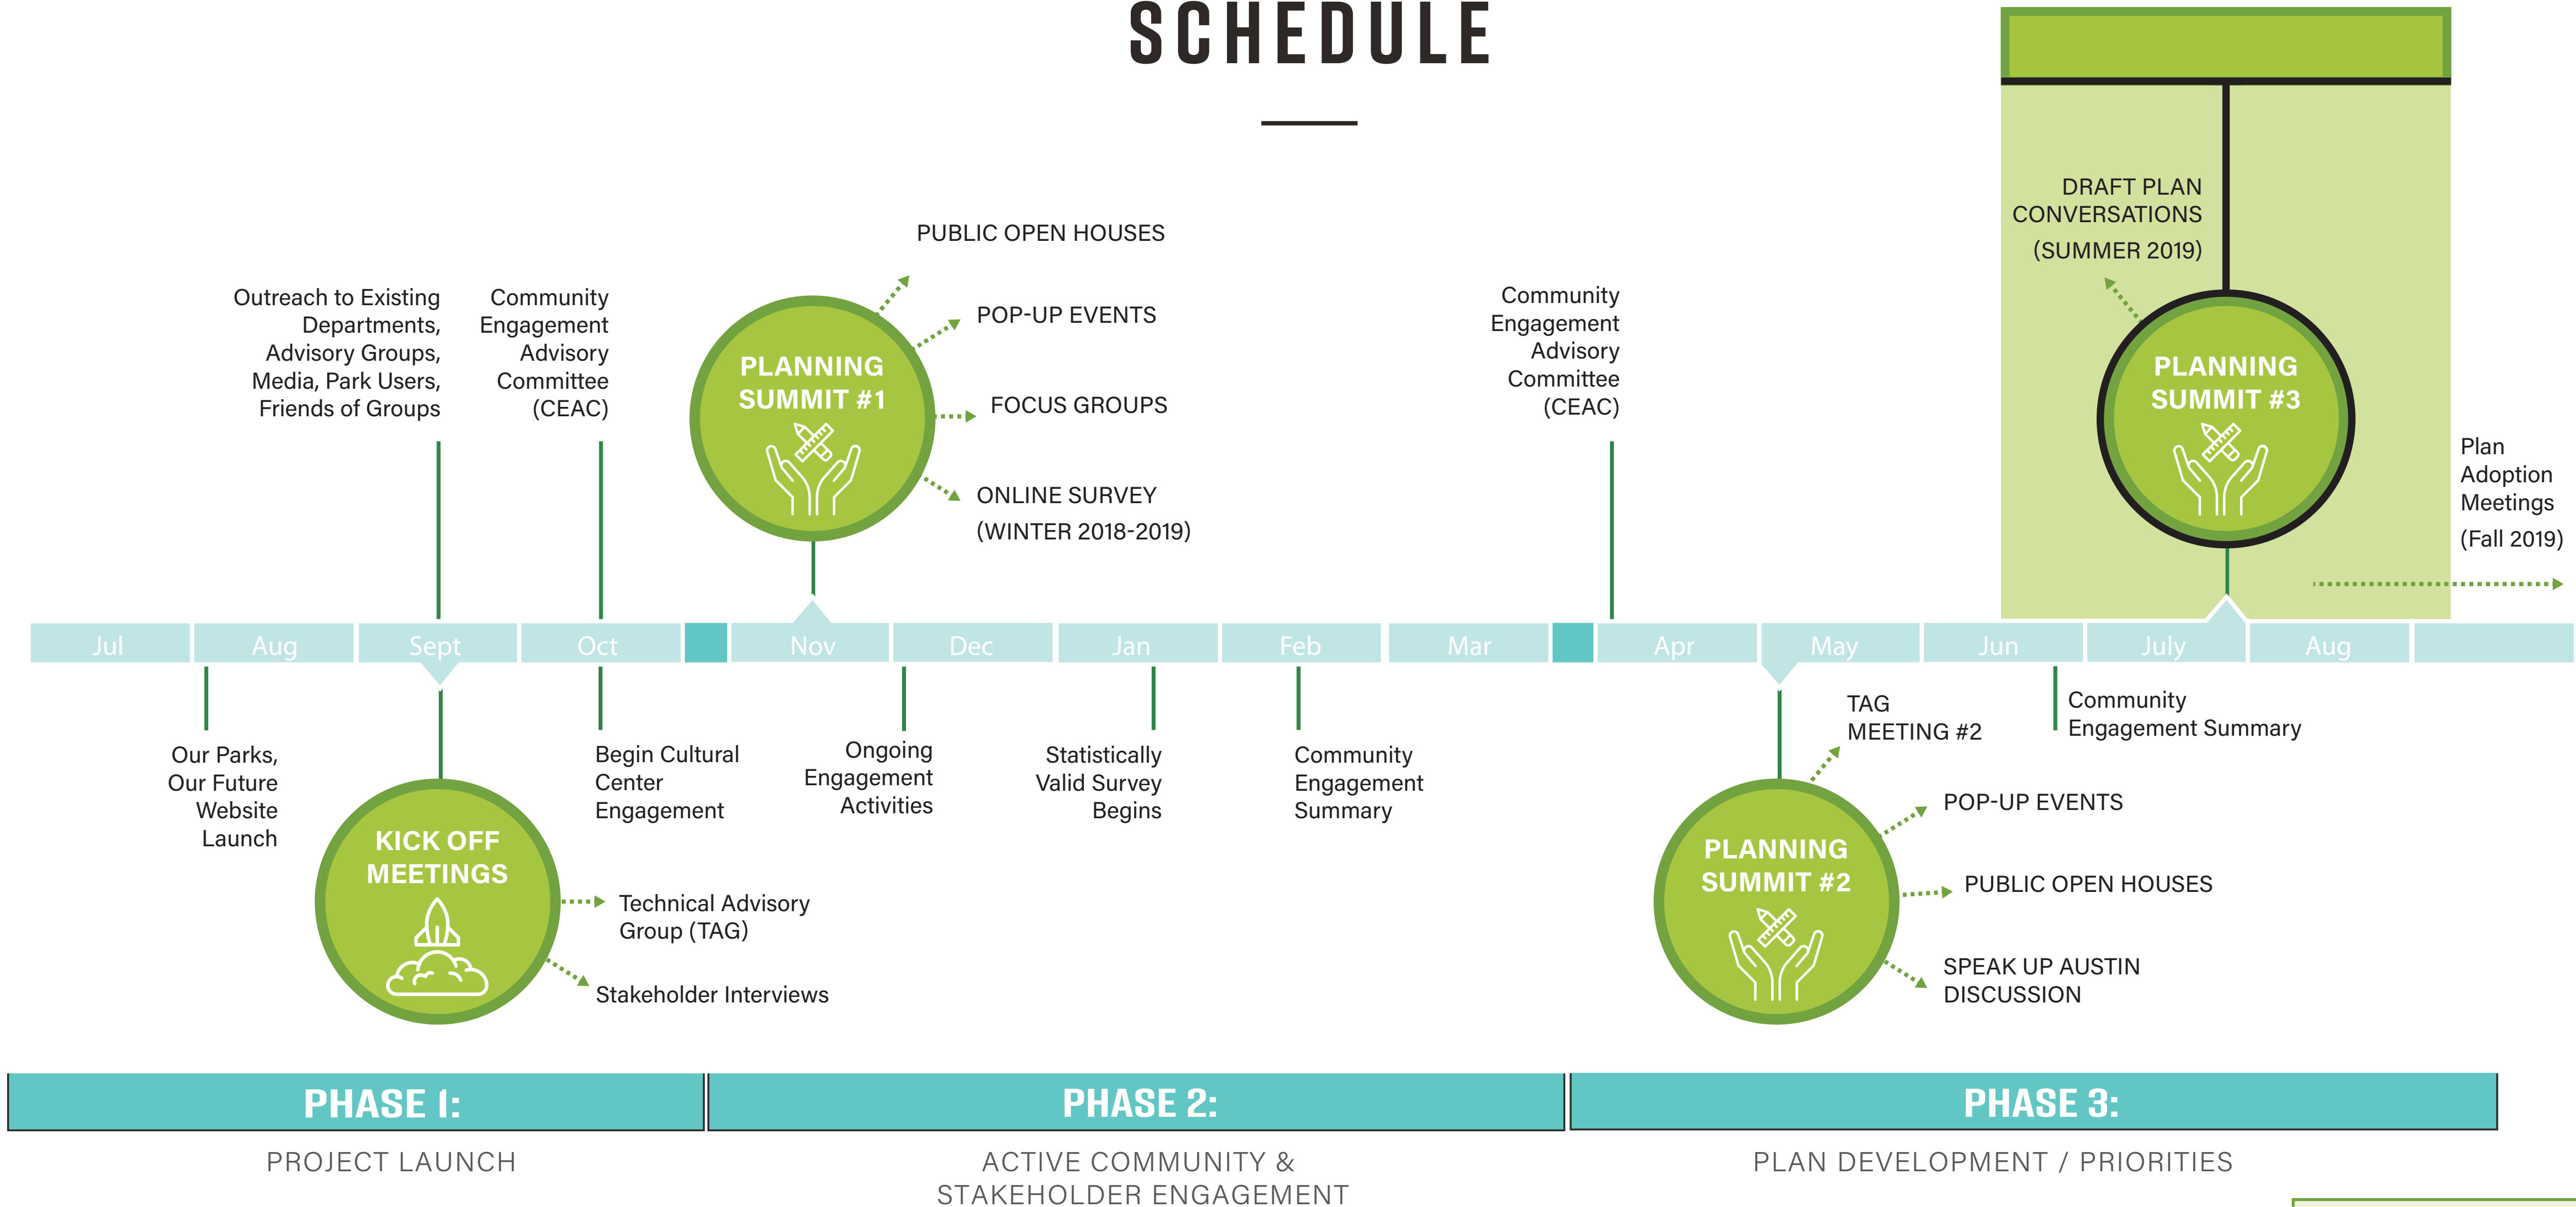 SCHEDULE
DRAFT PLAN
CONVERSATIONS
(SUMMER 2019)
PUBLIC OPEN HOUSES
Outreach to Existing
Departments,
Advisory Groups,
Media, Park Users,
Friends of Groups
Community
Engagement
Advisory
Committee
(CEAC)
PLANNING
SUMMIT #1
POP-UP EVENTS
FOCUS GROUPS
ONLINE SURVEY
(WINTER 2018-2019)
Community
Engagement
Advisory
Committee
(CEAC)
PLANNING
SUMMIT #3
Plan
Adoption
Meetings
(Fall 2019)
Jul
Aug
Sept
Oct
Nov
Dec
Jan
Feb
Mar
Apr
May
Jun
July
Aug
Our Parks,
Our Future
Website
Launch
KICK OFF
MEETINGS
Technical Advisory
Group (TAG)
Stakeholder Interviews
Begin Cultural
Center
Engagement
Ongoing
Engagement
Activities
Statistically
Valid Survey
Begins
Community
Engagement
Summary
PLANNING
SUMMIT #2
TAG
MEETING #2
POP-UP EVENTS
PUBLIC OPEN HOUSES
SPEAK UP AUSTIN
DISCUSSION
Community
Engagement Summary
PHASE 1:
PROJECT LAUNCH
PHASE 2:
ACTIVE COMMUNITY &
STAKEHOLDER ENGAGEMENT
PHASE 3:
PLAN DEVELOPMENT / PRIORITIES